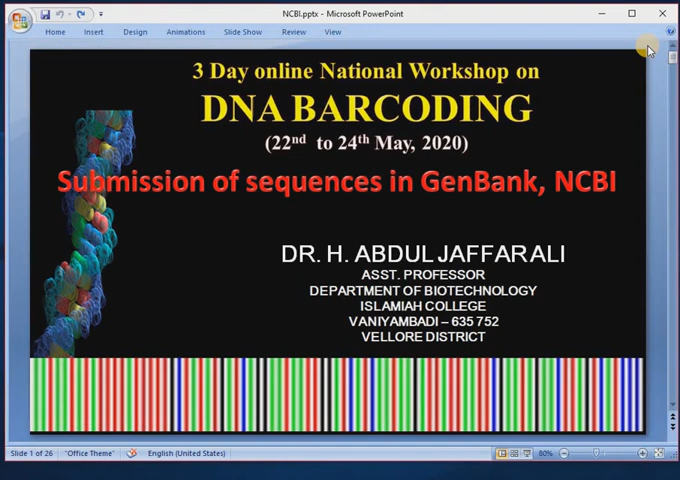 NCBI.pptx - Microsoft PowerPoint
Home Insert Design Animations Slide Show Review View
3 Day online National Workshop on
DNA BARCODING
(22nd to 24th May, 2020)
Submission of sequences in GenBank, NCBI
DR. H. ABDUL JAFFARALI
ASST. PROFESSOR
DEPARTMENT OF BIOTECHNOLOGY
ISLAMIAH COLLEGE
VANIYAMBADI – 635 752
VELLORE DISTRICT
Slide 1 of 26 "Office Theme" English (United States) 80%